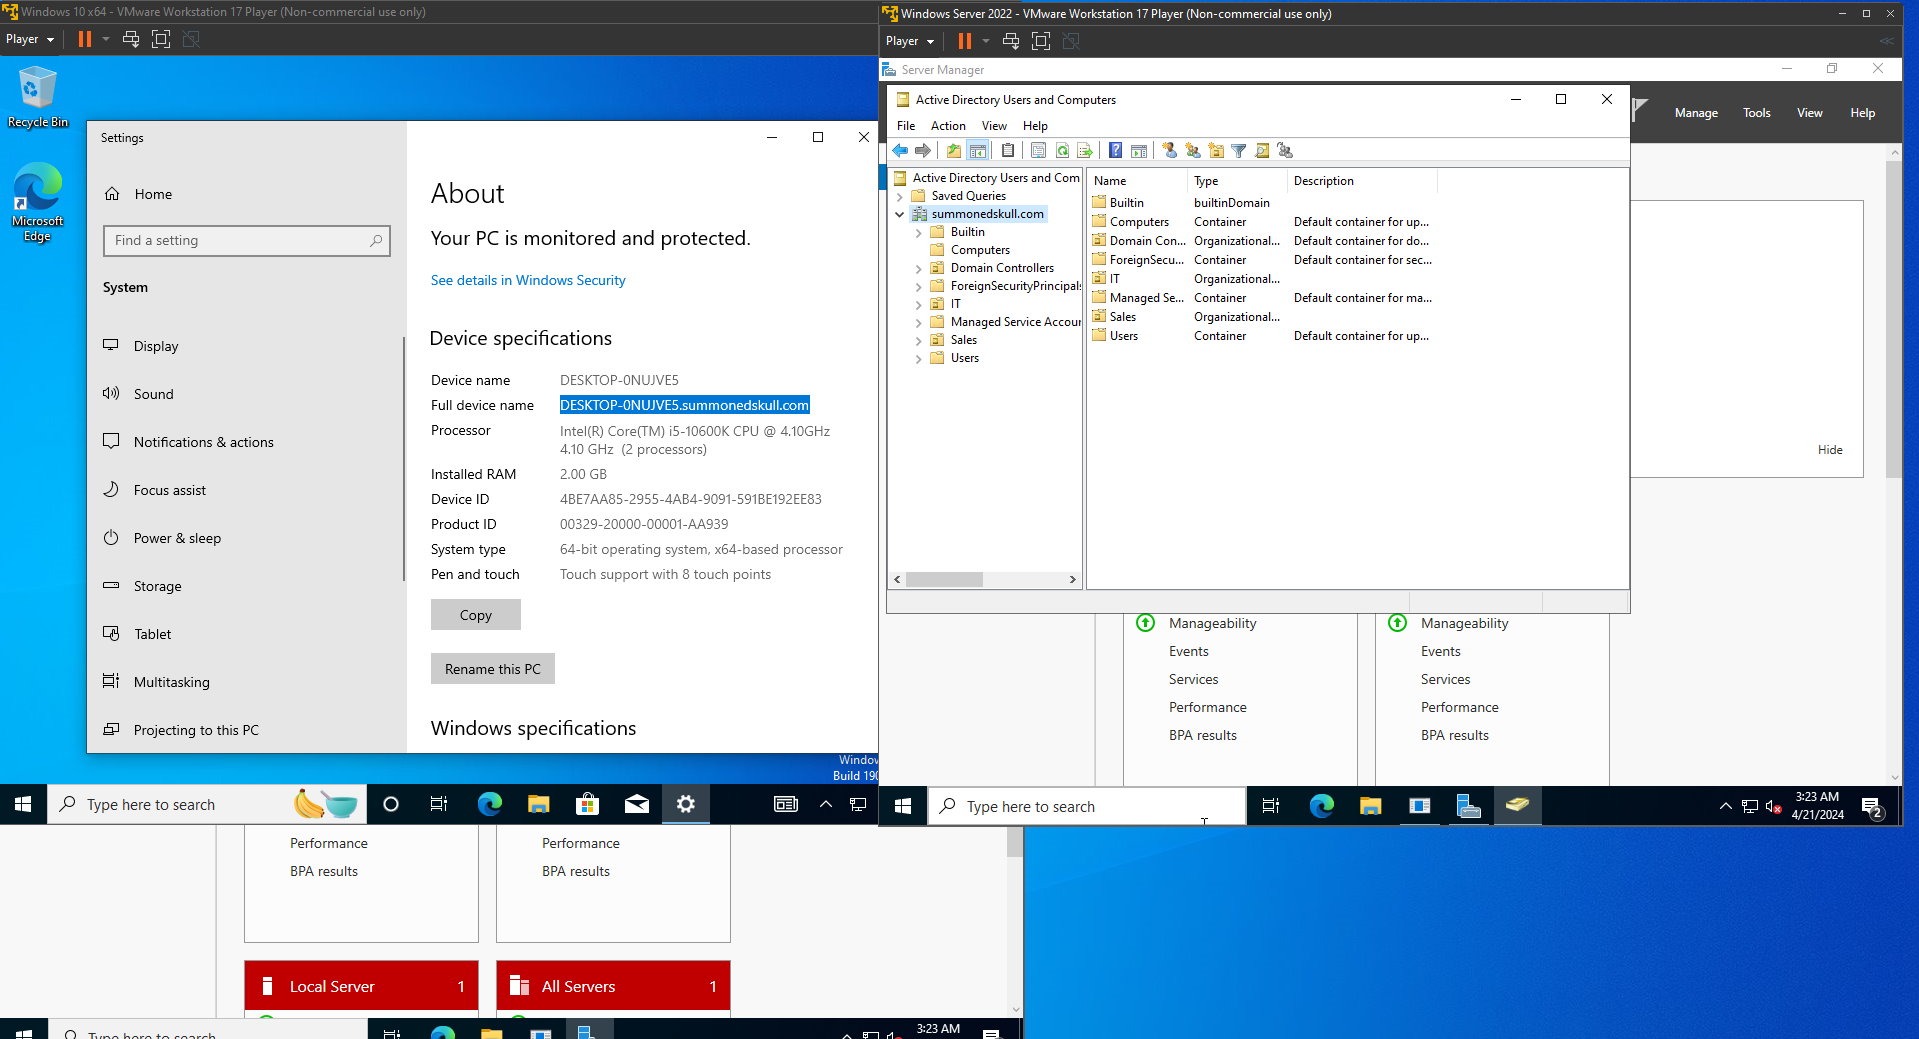 Windows 10 x64 - VMware Workstation 17 Player (Non-commercial use only)
Player
Recycle Bin
Microsoft
Edge
Settings
Home
Find a setting
System
Display
Sound
Notifications & actions
Focus assist
Power & sleep
Storage
Tablet
Multitasking
Projecting to this PC
About
Your PC is monitored and protected.
See details in Windows Security
Device specifications
Device name DESKTOP-0NUJVE5
Full device name DESKTOP-0NUJVE5.summonedskull.com
Processor Intel(R) Core(TM) i5-10600K CPU @ 4.10GHz
4.10 GHz (2 processors)
Installed RAM 2.00 GB
Device ID 4BE7AA85-2955-4AB4-9091-591BE192EE83
Product ID 00329-20000-00001-AA939
System type 64-bit operating system, x64-based processor
Pen and touch Touch support with 8 touch points
Copy
Rename this PC
Windows specifications
Window
Build 190
Type here to search
Windows Server 2022 - VMware Workstation 17 Player (Non-commercial use only)
Player
Server Manager
Manage Tools View Help
Active Directory Users and Computers
File Action View Help
Active Directory Users and Com
Saved Queries
summonedskull.com
Builtin
Computers
Domain Controllers
ForeignSecurityPrincipals
IT
Managed Service Accour
Sales
Users
Name Type Description
Builtin builtinDomain
Computers Container Default container for up...
Domain Con... Organizational... Default container for do...
ForeignSecu... Container Default container for sec...
IT Organizational...
Managed Se... Container Default container for ma...
Sales Organizational...
Users Container Default container for up...
Hide
Manageability
Events
Services
Performance
BPA results
Manageability
Events
Services
Performance
BPA results
Type here to search
3:23 AM
4/21/2024
2
Performance
BPA results
Performance
BPA results
Local Server 1
All Servers 1
Type here to search
3:23 AM